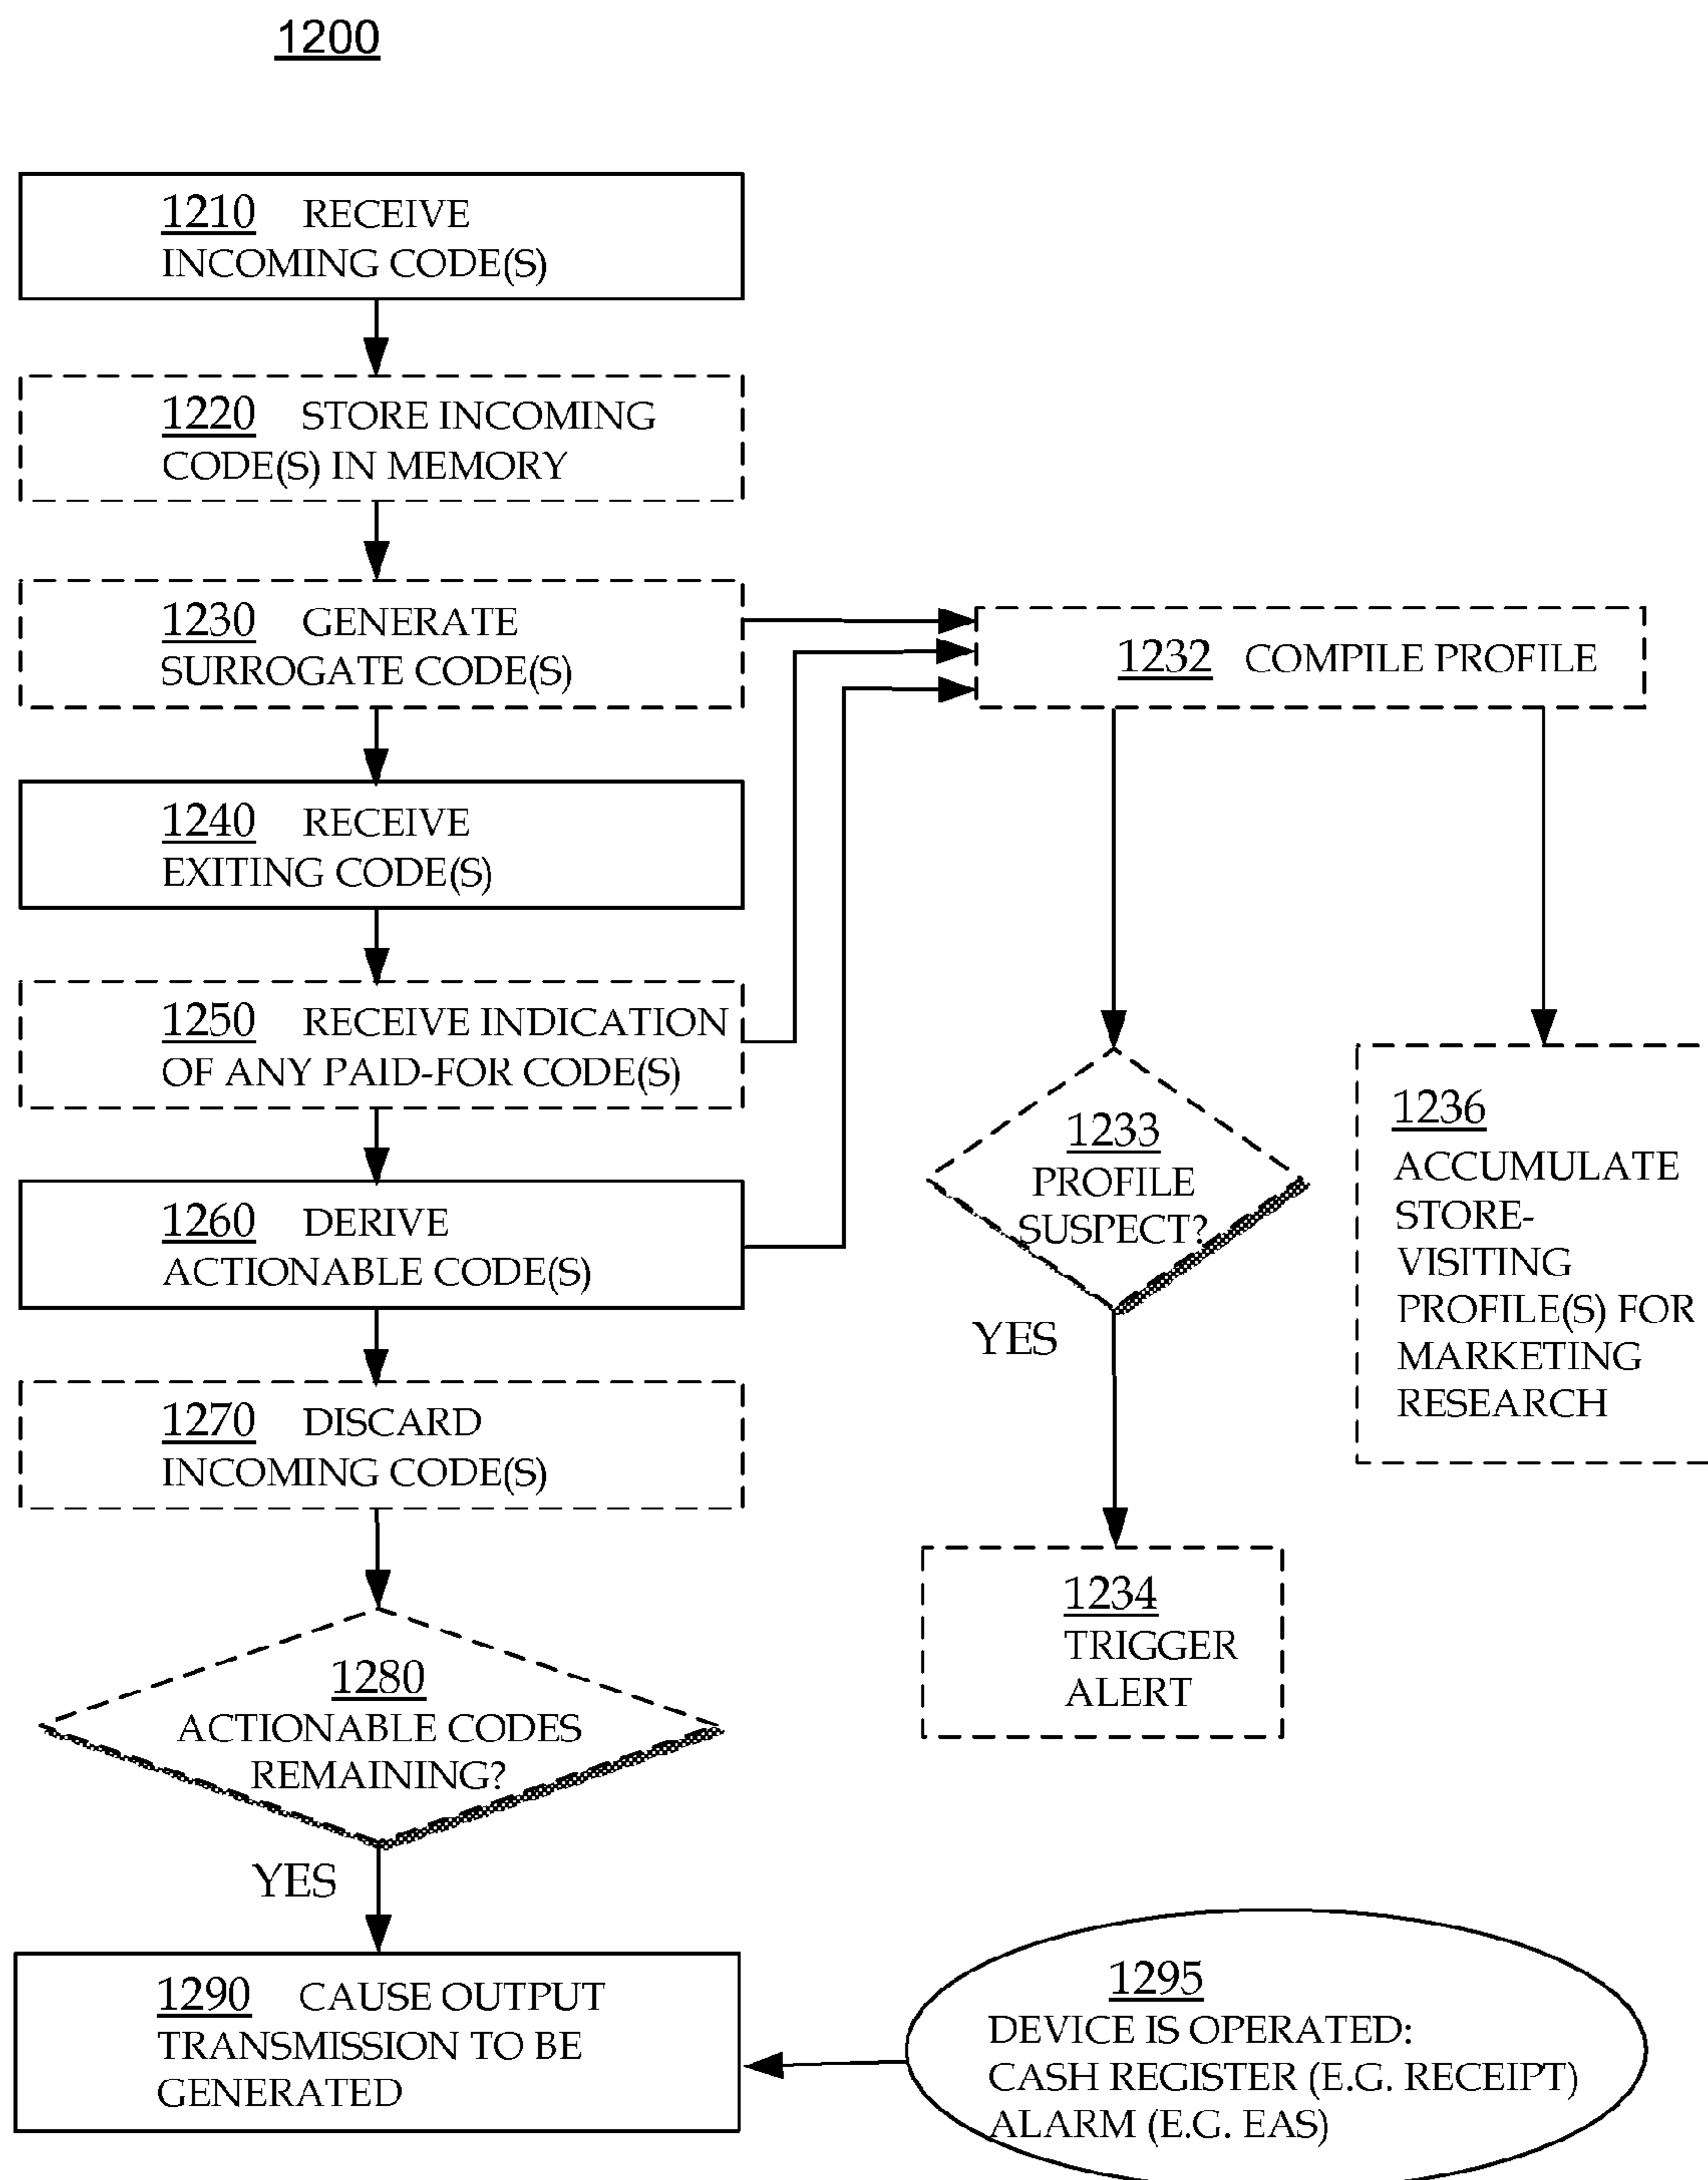 1200
1210 RECEIVE
INCOMING CODE(S)
1220 STORE INCOMING
CODE(S) IN MEMORY
1230 GENERATE
SURROGATE CODE(S)
1232 COMPILE PROFILE
1240 RECEIVE
EXITING CODE(S)
1250 RECEIVE INDICATION
OF ANY PAID-FOR CODE(S)
1260 DERIVE
ACTIONABLE CODE(S)
1233
PROFILE
SUSPECT?
YES
1236
ACCUMULATE
STORE-
VISITING
PROFILE(S) FOR
MARKETING
RESEARCH
1270 DISCARD
INCOMING CODE(S)
1234
TRIGGER
ALERT
1280
ACTIONABLE CODES
REMAINING?
YES
1290 CAUSE OUTPUT
TRANSMISSION TO BE
GENERATED
1295
DEVICE IS OPERATED:
CASH REGISTER (E.G. RECEIPT)
ALARM (E.G. EAS)